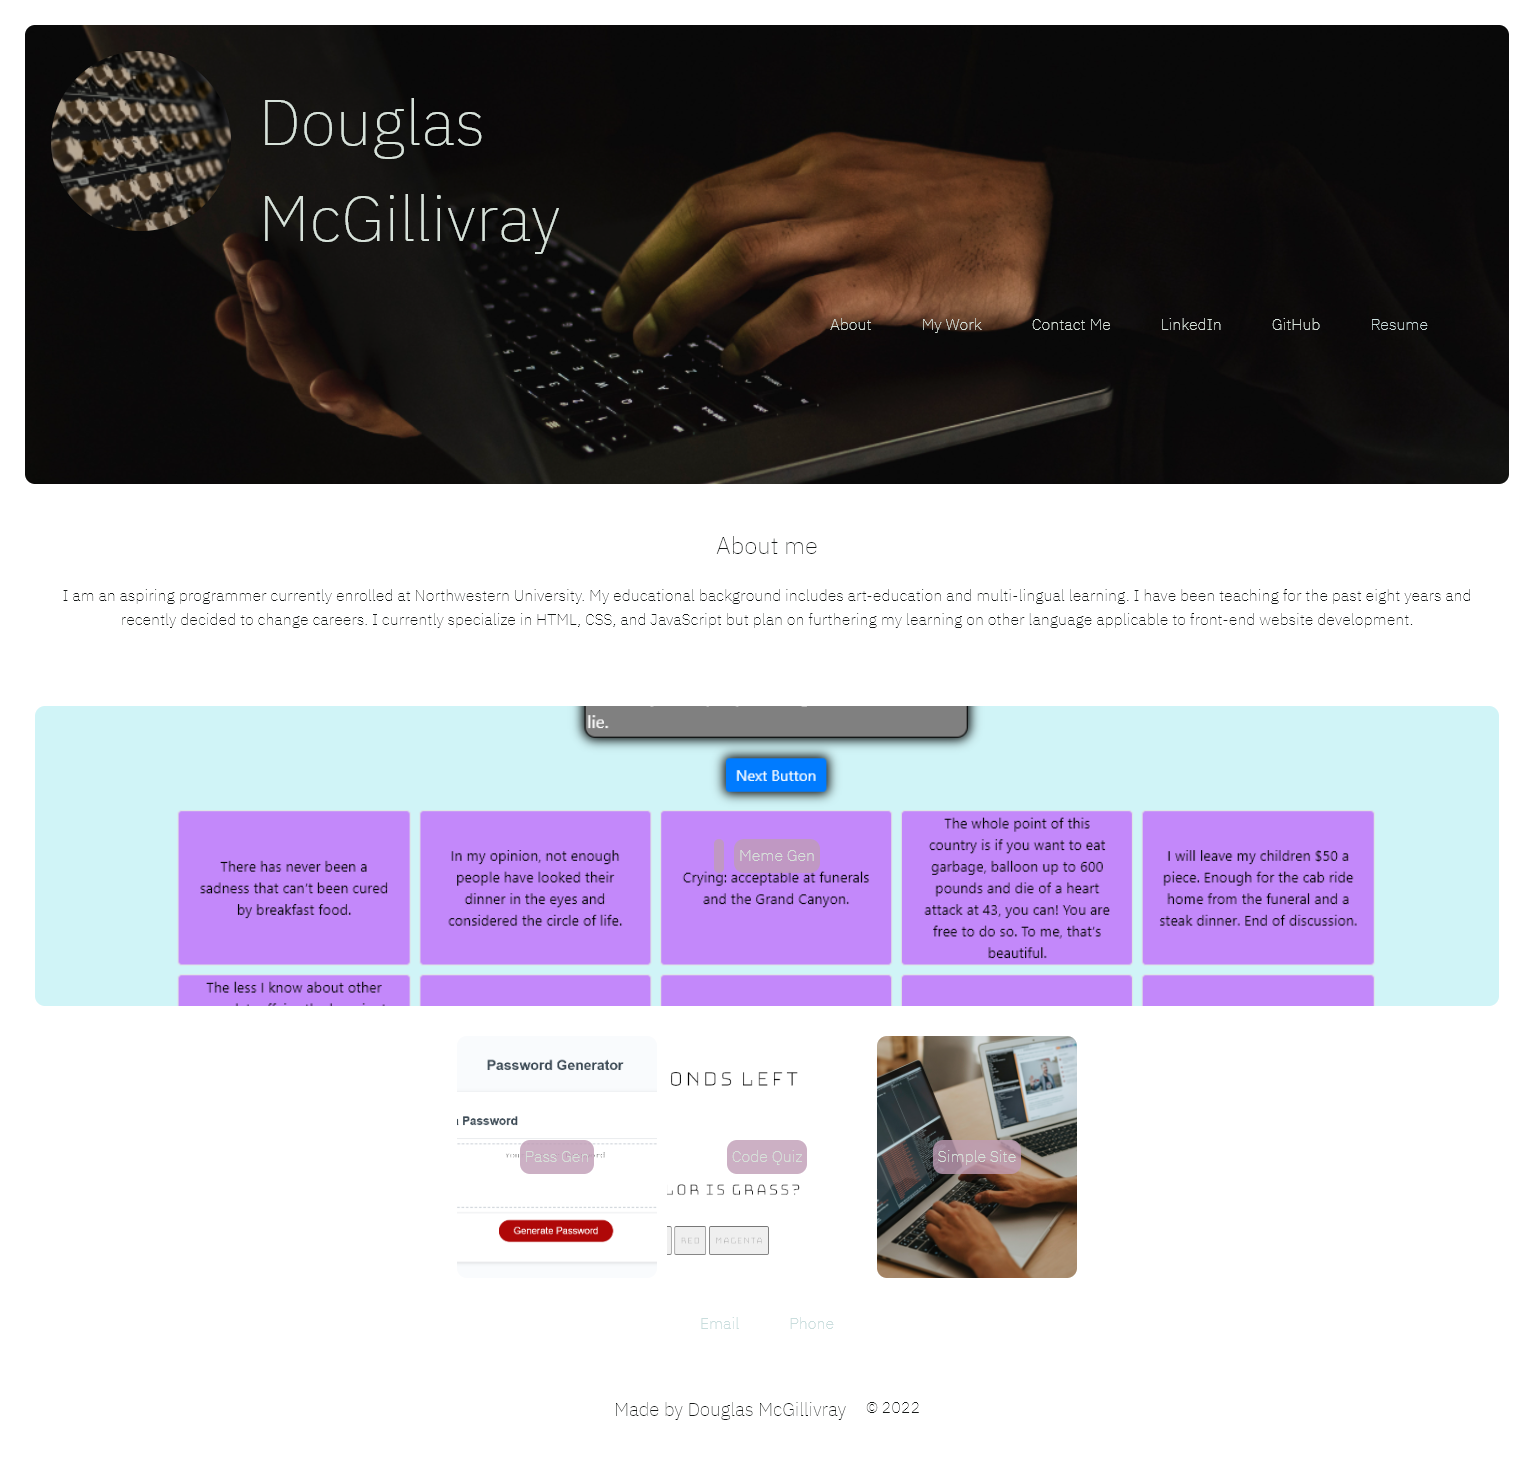 Douglas
McGillivray
About My Work Contact Me LinkedIn GitHub Resume
About me
I am an aspiring programmer currently enrolled at Northwestern University. My educational background includes art-education and multi-lingual learning. I have been teaching for the past eight years and
recently decided to change careers. I currently specialize in HTML, CSS, and JavaScript but plan on furthering my learning on other language applicable to front-end website development.
lie.
Next Button
There has never been a
sadness that can't been cured
by breakfast food.
In my opinion, not enough
people have looked their
dinner in the eyes and
considered the circle of life.
Meme Gen
Crying: acceptable at funerals
and the Grand Canyon.
The whole point of this
country is if you want to eat
garbage, balloon up to 600
pounds and die of a heart
attack at 43, you can! You are
free to do so. To me, that's
beautiful.
I will leave my children $50 a
piece. Enough for the cab ride
home from the funeral and a
steak dinner. End of discussion.
The less I know about other
Password Generator
Password
Pass Gen
Generate Password
ONDS LEFT
Code Quiz
LOR IS GRASS?
RED MAGENTA
Simple Site
Email Phone
Made by Douglas McGillivray © 2022